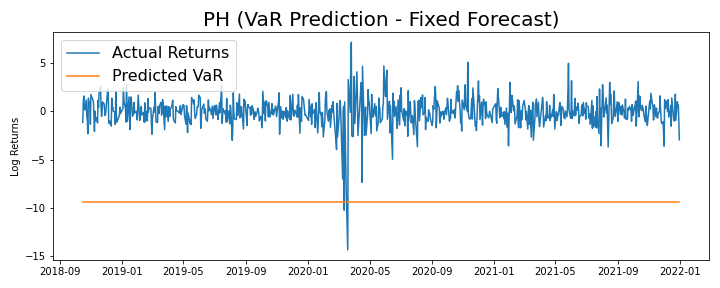 PH (VaR Prediction - Fixed Forecast)
Actual Returns
Predicted VaR
Log Returns
5
0
−5
−10
−15
2018-09 2019-01 2019-05 2019-09 2020-01 2020-05 2020-09 2021-01 2021-05 2021-09 2022-01